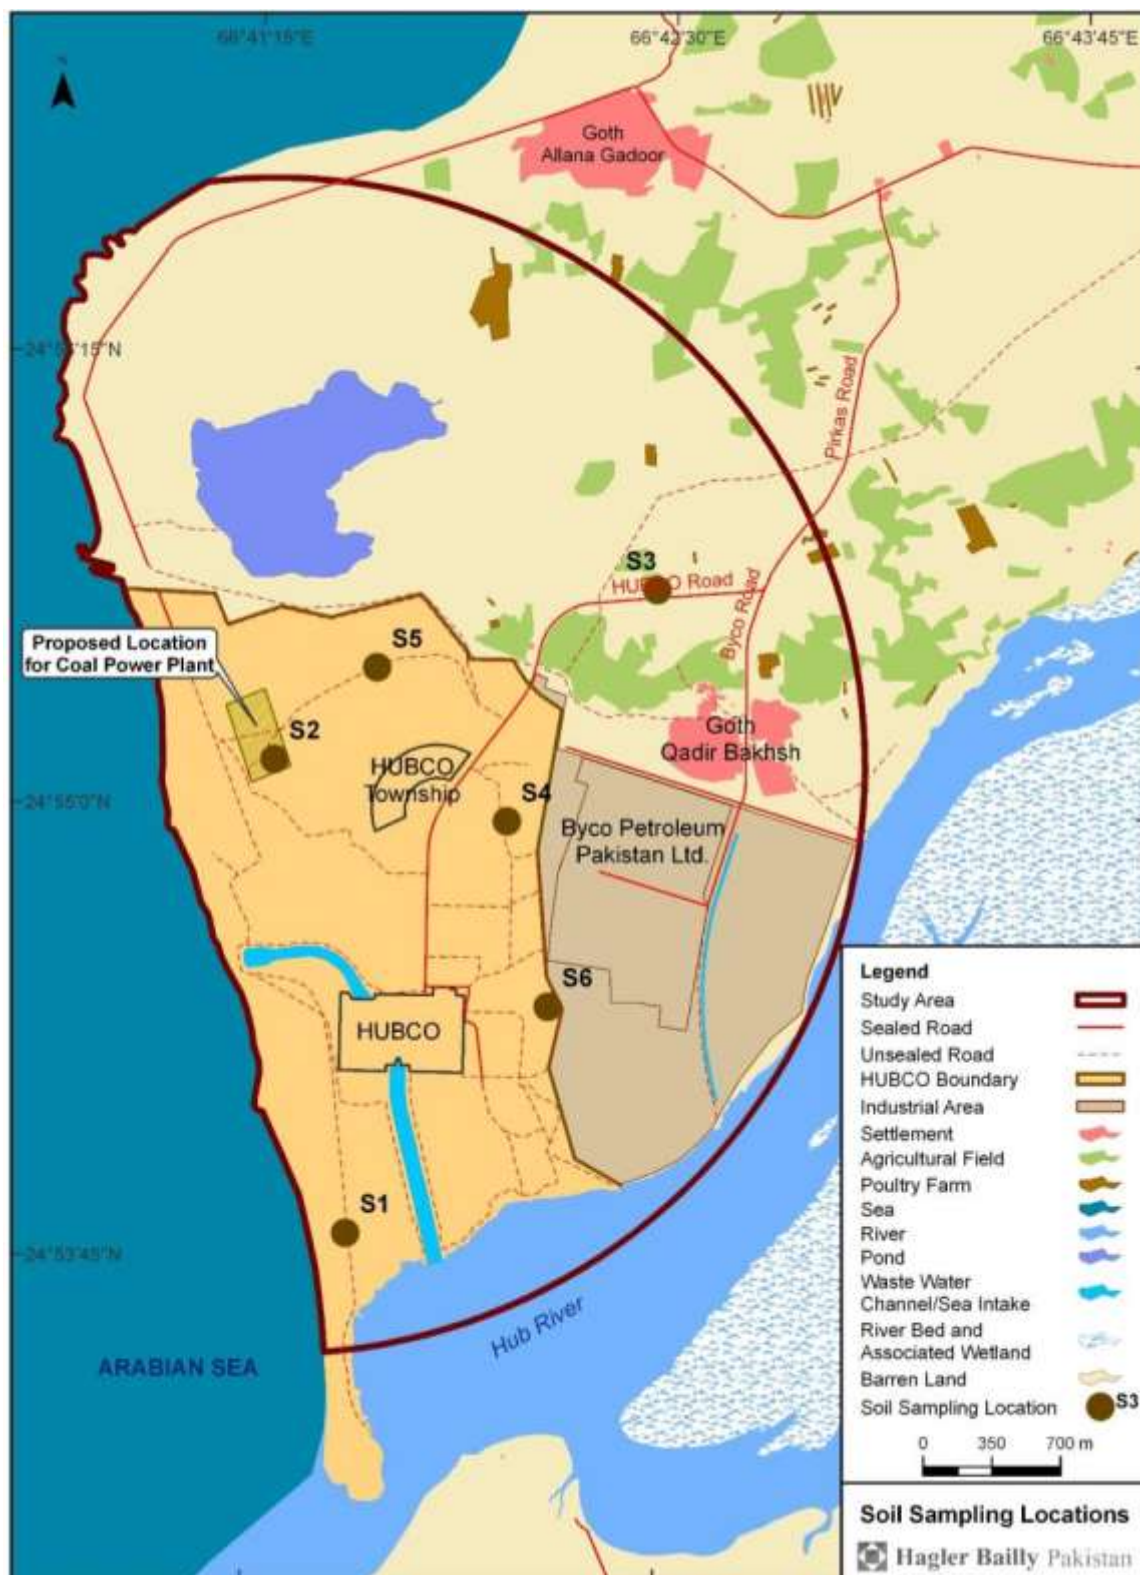 N
66°41'15"E
66°42'30"E
66°43'45"E
Goth
Allana Gadoor
15"N
Pirkas Road
S3
HUBCO Road
Byco Road
Proposed Location
for Coal Power Plant
S5
S2
Goth
Qadir Bakhsh
HUBCO
Township
24°55'0"N
S4
Byco Petroleum
Pakistan Ltd.
S6
HUBCO
S1
24°53'45"N
Hub River
ARABIAN SEA
Legend
Study Area
Sealed Road
Unsealed Road
HUBCO Boundary
Industrial Area
Settlement
Agricultural Field
Poultry Farm
Sea
River
Pond
Waste Water
Channel/Sea Intake
River Bed and
Associated Wetland
Barren Land
Soil Sampling Location S3
0 350 700 m
Soil Sampling Locations
Hagler Bailly Pakistan